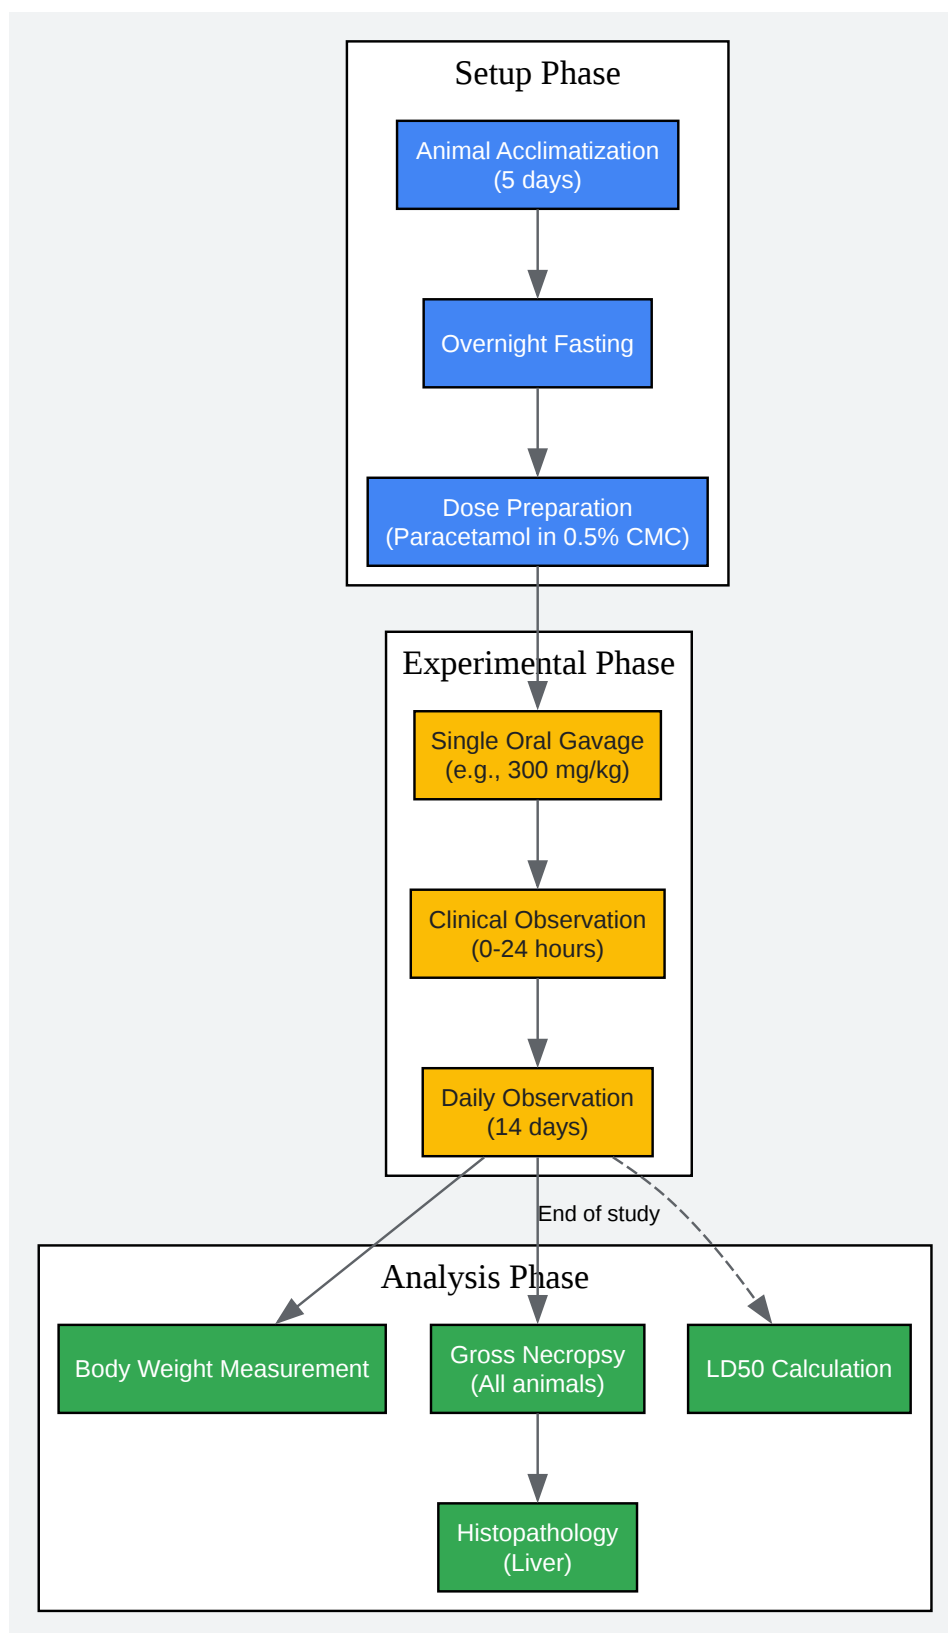 Setup Phase
Animal Acclimatization
(5 days)
Overnight Fasting
Dose Preparation
(Paracetamol in 0.5% CMC)
Experimental Phase
Single Oral Gavage
(e.g., 300 mg/kg)
Clinical Observation
(0-24 hours)
Daily Observation
(14 days)
End of study
Analysis Phase
Body Weight Measurement
Gross Necropsy
(All animals)
LD50 Calculation
Histopathology
(Liver)